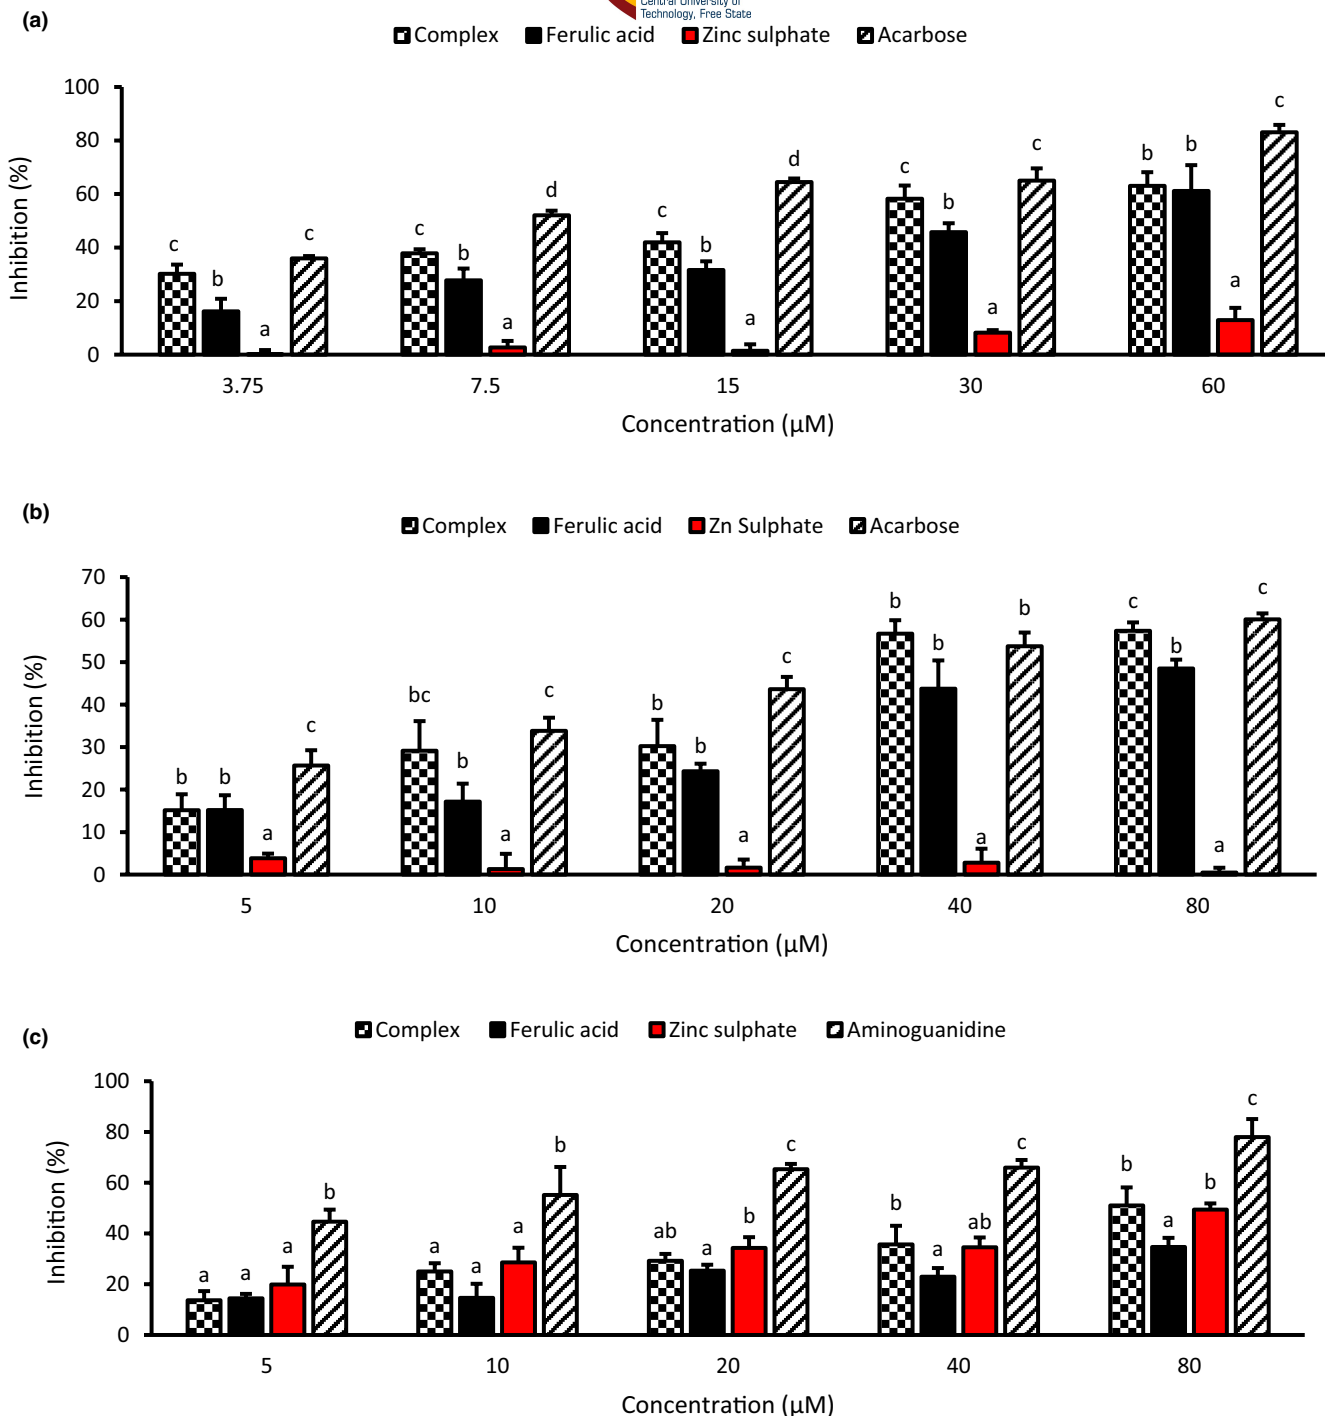 Central University of
Technology, Free State
(a)
Complex Ferulic acid Zinc sulphate Acarbose
100
80
60
40
20
0
Inhibition (%)
c b a c
c b a d
c b a d
c b a c
b b a c
3.75 7.5 15 30 60
Concentration (µM)
(b)
Complex Ferulic acid Zn Sulphate Acarbose
70
60
50
40
30
20
10
0
Inhibition (%)
b b a c
bc b a c
b b a c
b b a b
c b a c
5 10 20 40 80
Concentration (µM)
(c)
Complex Ferulic acid Zinc sulphate Aminoguanidine
100
80
60
40
20
0
Inhibition (%)
a a a b
a a a b
ab a b c
b a ab c
b a b c
5 10 20 40 80
Concentration (µM)